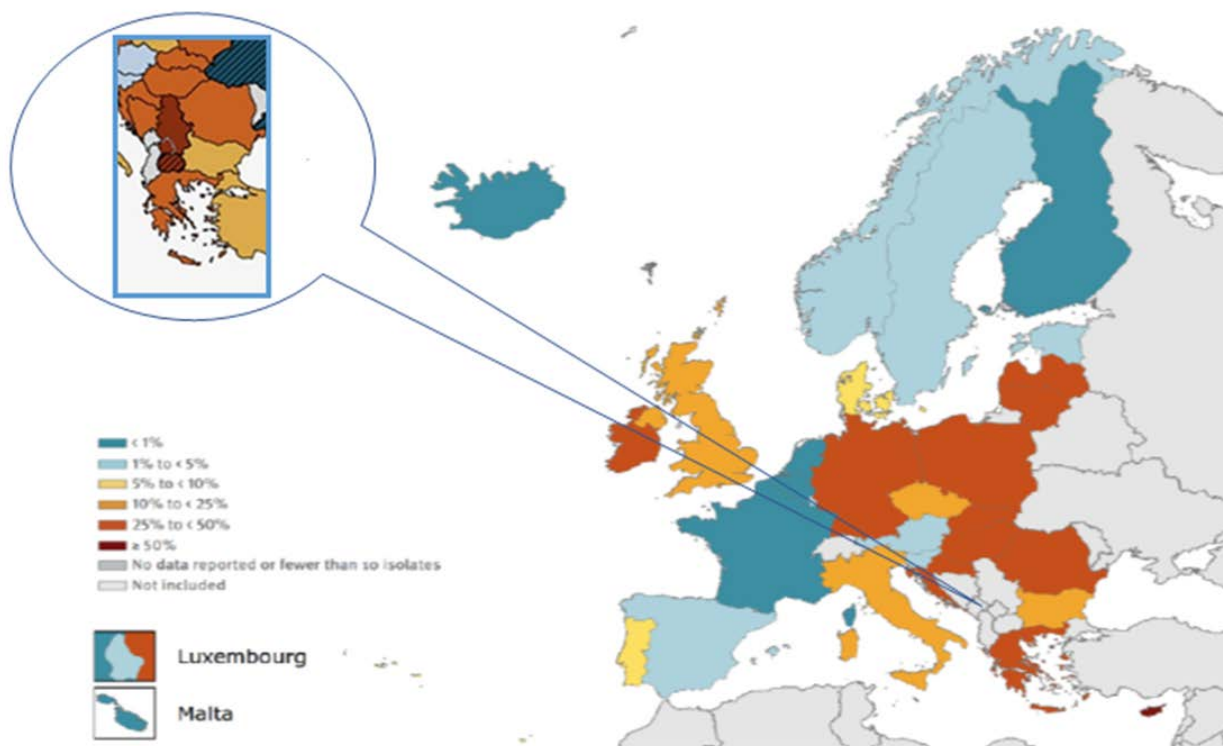 < 1%
1% to < 5%
5% to < 10%
10% to < 25%
25% to < 50%
≥ 50%
No data reported or fewer than 10 isolates
Not included
Luxembourg
Malta